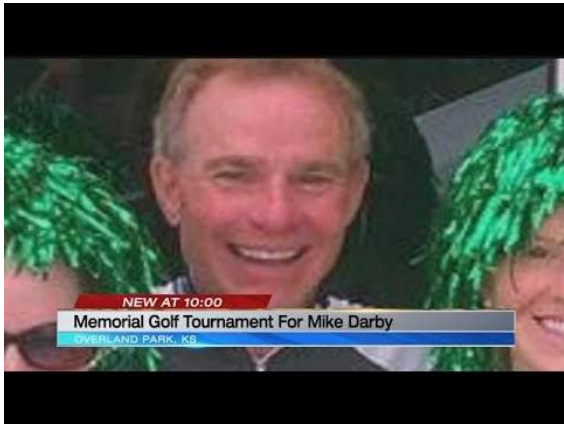 NEW AT 10:00
Memorial Golf Tournament For Mike Darby
OVERLAND PARK, KS